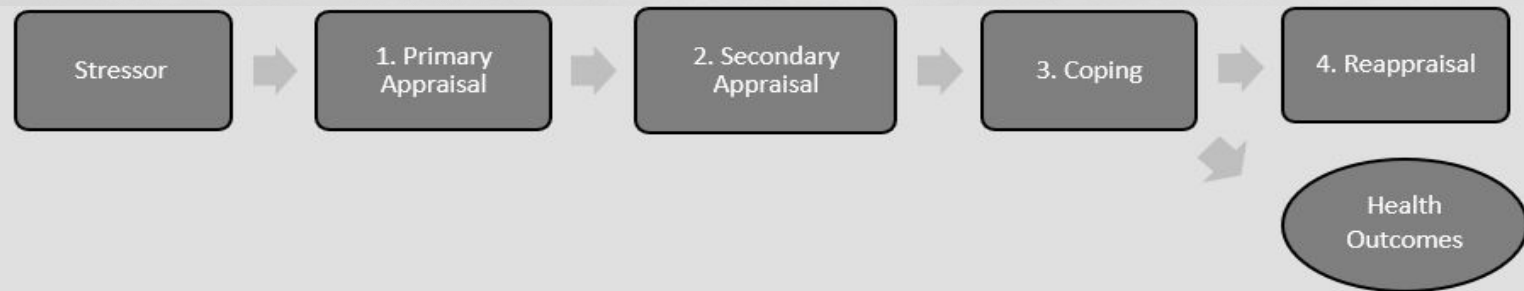 Stressor
1. Primary
Appraisal
2. Secondary
Appraisal
3. Coping
4. Reappraisal
Health
Outcomes